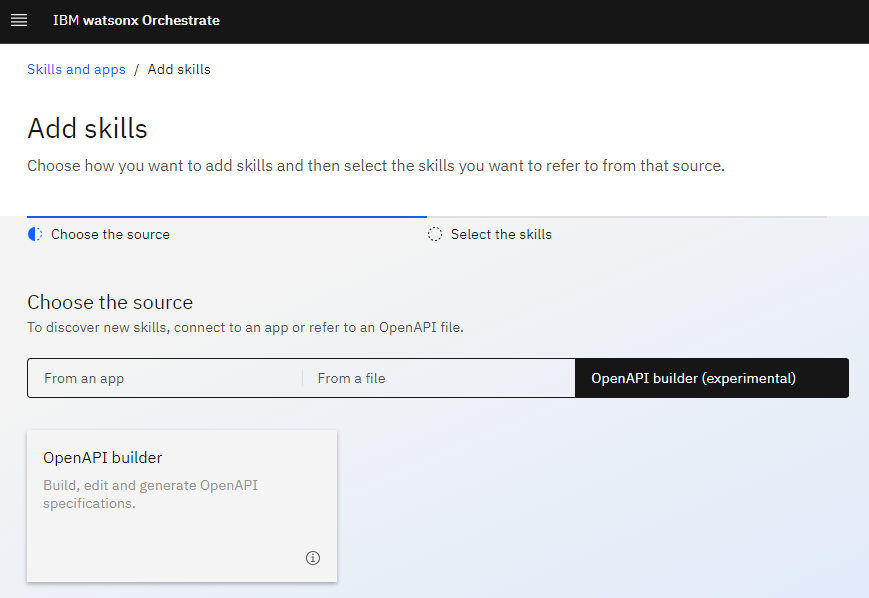 IBM watsonx Orchestrate
Skills and apps / Add skills
Add skills
Choose how you want to add skills and then select the skills you want to refer to from that source.
Choose the source
Select the skills
Choose the source
To discover new skills, connect to an app or refer to an OpenAPI file.
From an app
From a file
OpenAPI builder (experimental)
OpenAPI builder
Build, edit and generate OpenAPI
specifications.